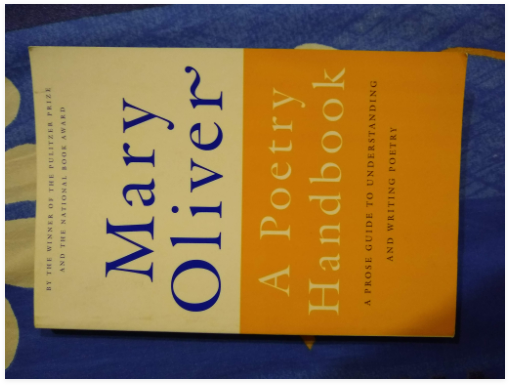 BY THE WINNER OF THE PULITZER PRIZE
AND THE NATIONAL BOOK AWARD
Mary
Oliver
A Poetry
Handbook
A PROSE GUIDE TO UNDERSTANDING
AND WRITING POETRY